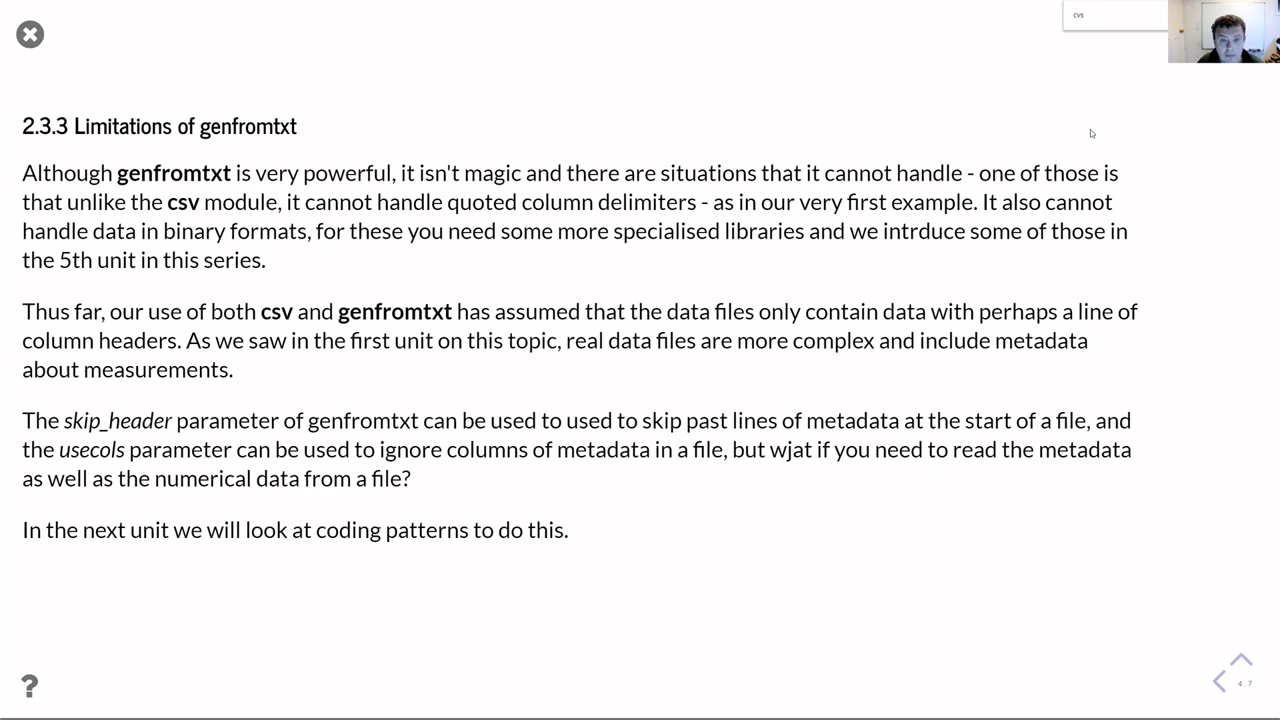 cvs
2.3.3 Limitations of genfromtxt
Although genfromtxt is very powerful, it isn't magic and there are situations that it cannot handle - one of those is
that unlike the csv module, it cannot handle quoted column delimiters - as in our very first example. It also cannot
handle data in binary formats, for these you need some more specialised libraries and we intrduce some of those in
the 5th unit in this series.
Thus far, our use of both csv and genfromtxt has assumed that the data files only contain data with perhaps a line of
column headers. As we saw in the first unit on this topic, real data files are more complex and include metadata
about measurements.
The skip_header parameter of genfromtxt can be used to used to skip past lines of metadata at the start of a file, and
the usecols parameter can be used to ignore columns of metadata in a file, but wjat if you need to read the metadata
as well as the numerical data from a file?
In the next unit we will look at coding patterns to do this.
?
4.7